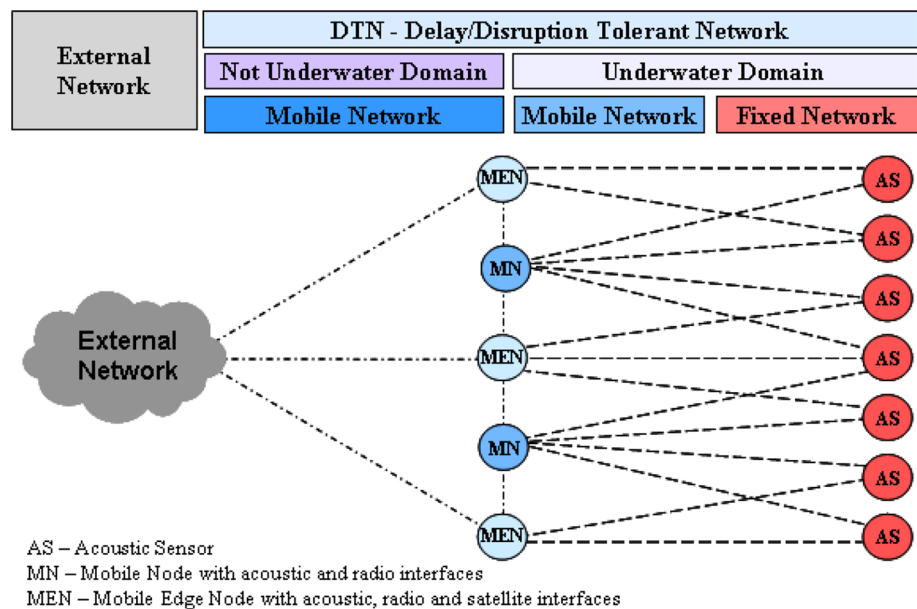 External
Network
DTN - Delay/Disruption Tolerant Network
Not Underwater Domain
Underwater Domain
Mobile Network
Mobile Network
Fixed Network
MEN
AS
AS
MN
AS
External
Network
MEN
AS
AS
MN
AS
MEN
AS
AS – Acoustic Sensor
MN – Mobile Node with acoustic and radio interfaces
MEN – Mobile Edge Node with acoustic, radio and satellite interfaces